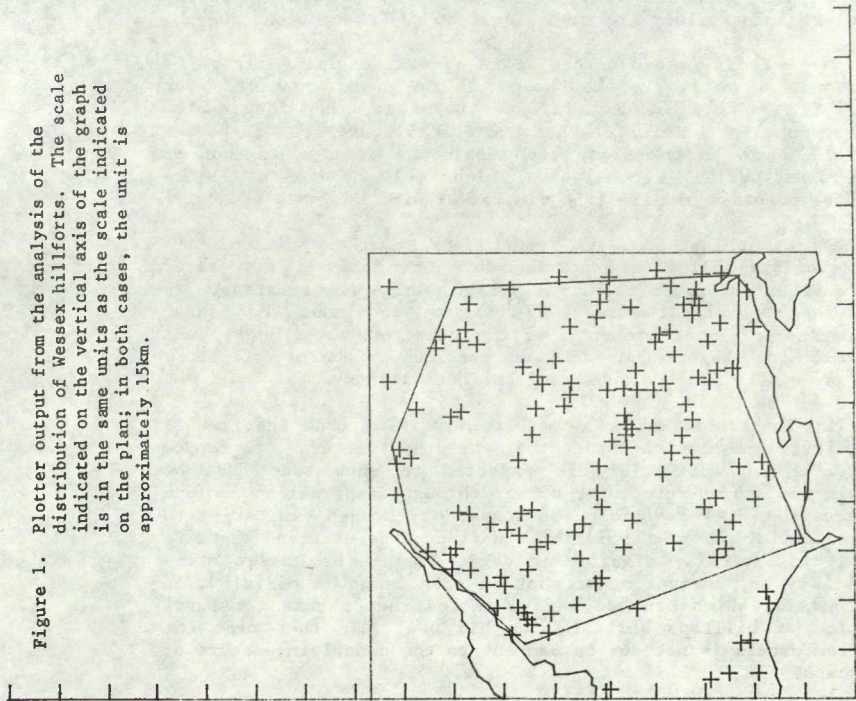 Figure 1. Plotter output from the analysis of the
distribution of Wessex hillforts. The scale
indicated on the vertical axis of the graph
is in the same units as the scale indicated
on the plan; in both cases, the unit is
approximately 15km.